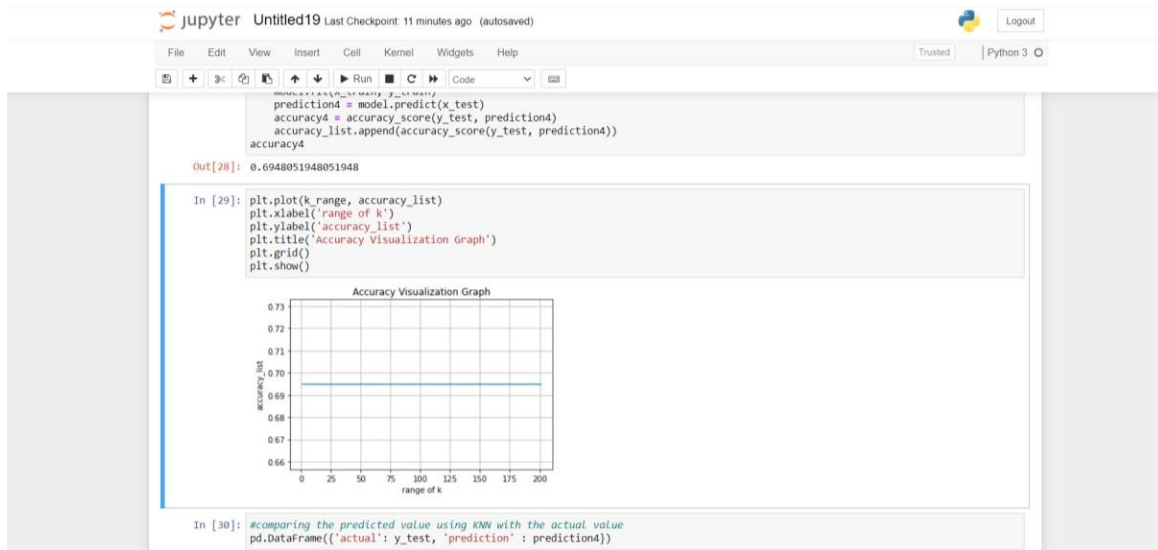 jupyter Untitled19 Last Checkpoint: 11 minutes ago (autosaved)
Logout
File Edit View Insert Cell Kernel Widgets Help
Trusted
Python 3
Run
Code
prediction4 = model.predict(x_test)
accuracy4 = accuracy_score(y_test, prediction4)
accuracy_list.append(accuracy_score(y_test, prediction4))
accuracy4
Out[28]: 0.6948051948051948
In [29]: plt.plot(k_range, accuracy_list)
plt.xlabel('range of k')
plt.ylabel('accuracy_list')
plt.title('Accuracy Visualization Graph')
plt.grid()
plt.show()
Accuracy Visualization Graph
0.73
0.72
0.71
0.70
0.69
0.68
0.67
0.66
accuracy_list
0 25 50 75 100 125 150 175 200
range of k
In [30]: #comparing the predicted value using KNN with the actual value
pd.DataFrame({'actual': y_test, 'prediction' : prediction4})